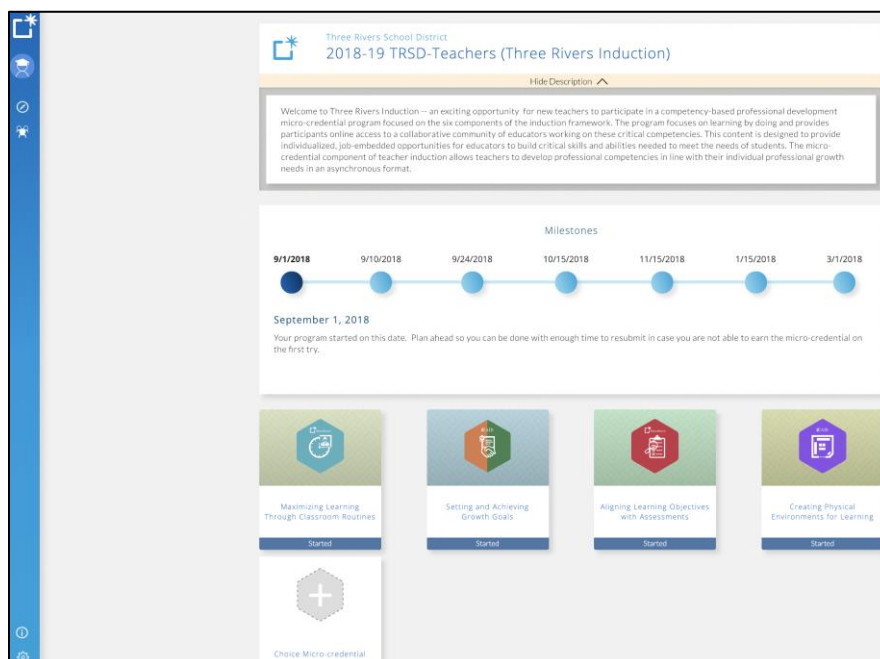 Three Rivers School District
2018-19 TRSD-Teachers (Three Rivers Induction)
Hide Description
Welcome to Three Rivers Induction — an exciting opportunity for new teachers to participate in a competency-based professional development
micro-credential program focused on the six components of the induction framework. The program focuses on learning by doing and provides
participants online access to a collaborative community of educators working on these critical competencies. This content is designed to provide
individualized, job-embedded opportunities for educators to build critical skills and abilities needed to meet the needs of students. The micro-
credential component of teacher induction allows teachers to develop professional competencies in line with their individual professional growth
needs in an asynchronous format.
Milestones
9/1/2018 9/10/2018 9/24/2018 10/15/2018 11/15/2018 1/15/2018 3/1/2018
September 1, 2018
Your program started on this date. Plan ahead so you can be done with enough time to resubmit in case you are not able to earn the micro-credential on
the first try.
Maximizing Learning
Through Classroom Routines
Started
Setting and Achieving
Growth Goals
Started
Aligning Learning Objectives
with Assessments
Started
Creating Physical
Environments for Learning
Started
Choice Micro-credential